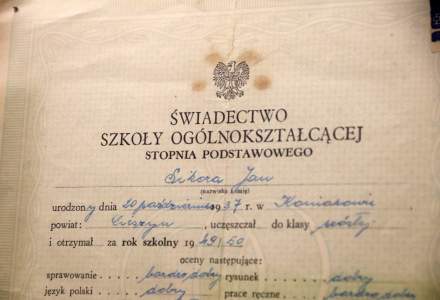 ŚWIADECTWO
SZKOŁY OGÓLNOKSZTAŁCĄCEJ
STOPNIA PODSTAWOWEGO
Sikora Jan
(nazwisko i imię)
urodzony dnia 20 października 1937 r. w Koniakowie
powiat: Cieszyn, uczęszczał do klasy szóstej
i otrzymał za rok szkolny 1949/50
oceny następujące:
sprawowanie .... bardzo dobry rysunek ..... dobry
język polski .. dobry prace ręczne . bardzo dobry